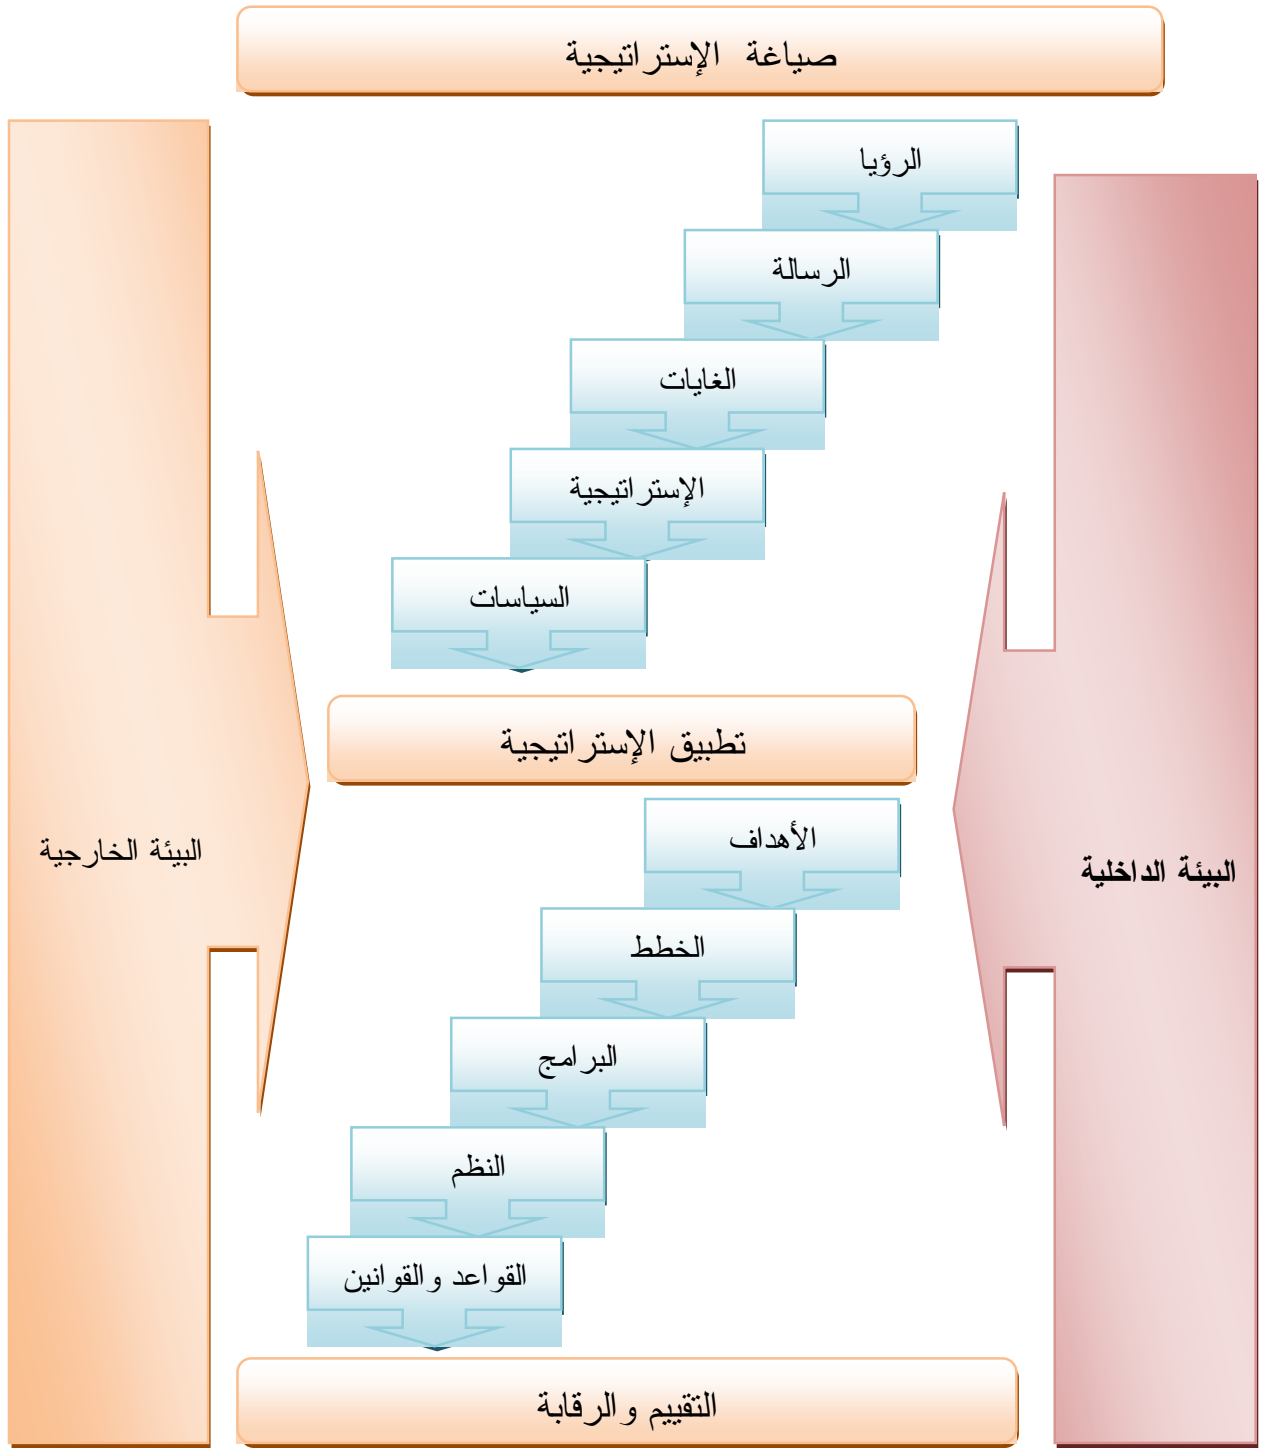 صياغة الإستراتيجية
الرؤيا
الرسالة
الغايات
الإستراتيجية
السياسات
تطبيق الإستراتيجية
الأهداف
البيئة الداخلية
البيئة الخارجية
الخطط
البرامج
النظم
القواعد والقوانين
التقييم والرقابة